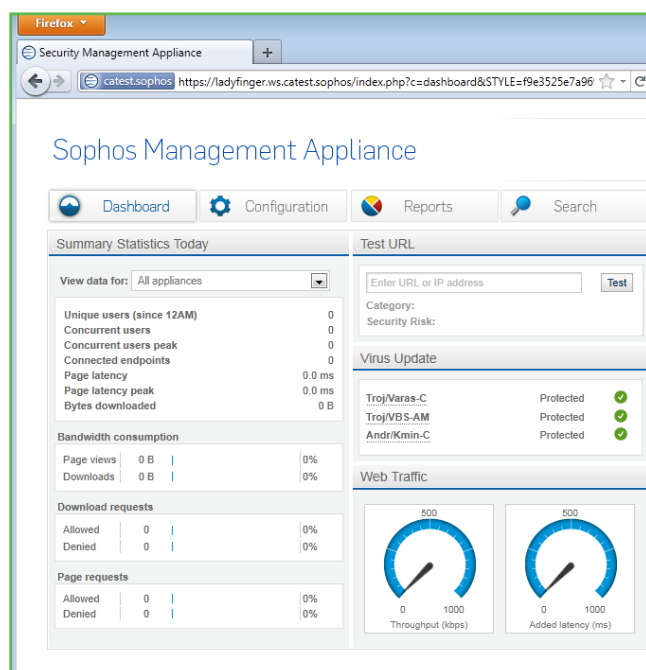 Firefox
Security Management Appliance
+
catest.sophos https://ladyfinger.ws.catest.sophos/index.php?c=dashboard&STYLE=f9e3525e7a96
Sophos Management Appliance
Dashboard Configuration Reports Search
Summary Statistics Today
View data for: All appliances
Unique users (since 12AM) 0
Concurrent users 0
Concurrent users peak 0
Connected endpoints 0
Page latency 0.0 ms
Page latency peak 0.0 ms
Bytes downloaded 0 B
Bandwidth consumption
Page views 0 B 0%
Downloads 0 B 0%
Download requests
Allowed 0 0%
Denied 0 0%
Page requests
Allowed 0 0%
Denied 0 0%
Test URL
Enter URL or IP address Test
Category:
Security Risk:
Virus Update
Troj/Varas-C Protected
Troj/VBS-AM Protected
Andr/Kmin-C Protected
Web Traffic
500
0 1000
Throughput (kbps)
500
0 1000
Added latency (ms)